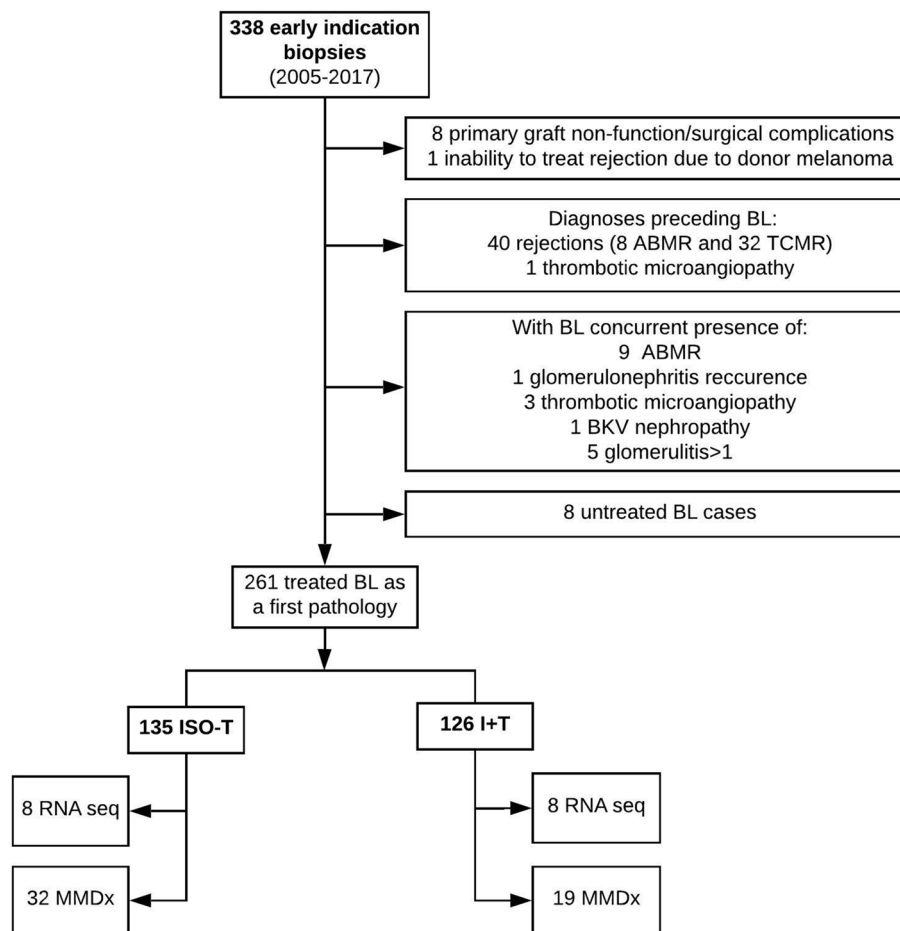 338 early indication
biopsies
(2005-2017)
8 primary graft non-function/surgical complications
1 inability to treat rejection due to donor melanoma
Diagnoses preceding BL:
40 rejections (8 ABMR and 32 TCMR)
1 thrombotic microangiopathy
With BL concurrent presence of:
9 ABMR
1 glomerulonephritis reccurence
3 thrombotic microangiopathy
1 BKV nephropathy
5 glomerulitis>1
8 untreated BL cases
261 treated BL as
a first pathology
135 ISO-T
126 I+T
8 RNA seq
8 RNA seq
32 MMDx
19 MMDx